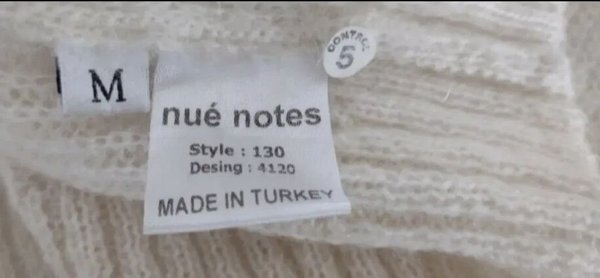 M
CONTROL
5
nué notes
Style : 130
Desing : 4120
MADE IN TURKEY